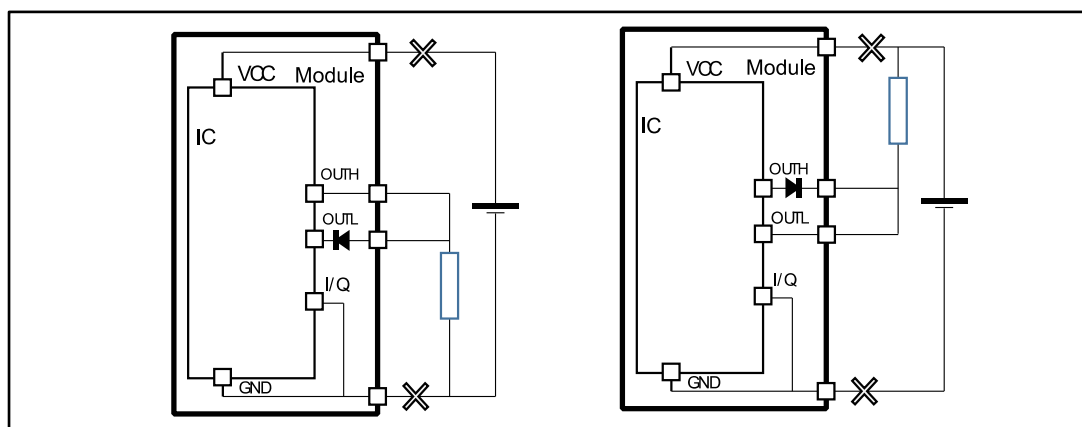 VCC
Module
IC
OUTH
OUTL
I/Q
GND
VCC
Module
IC
OUTH
OUTL
I/Q
GND